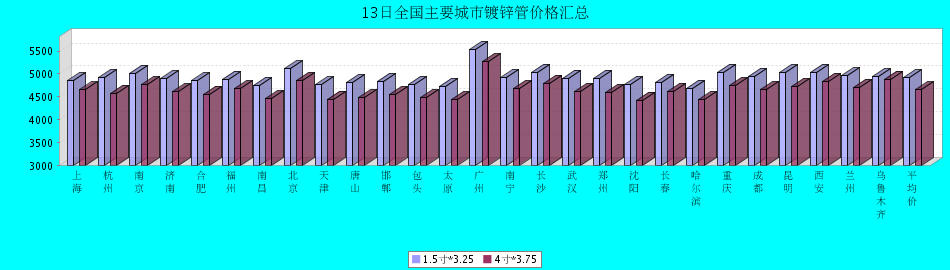 13日全国主要城市镀锌管价格汇总
5500
5000
4500
4000
3500
3000
上海
杭州
南京
济南
合肥
福州
南昌
北京
天津
唐山
邯郸
包头
太原
广州
南宁
长沙
武汉
郑州
沈阳
长春
哈尔滨
重庆
成都
昆明
西安
兰州
乌鲁木齐
平均价
1.5寸*3.25
4寸*3.75